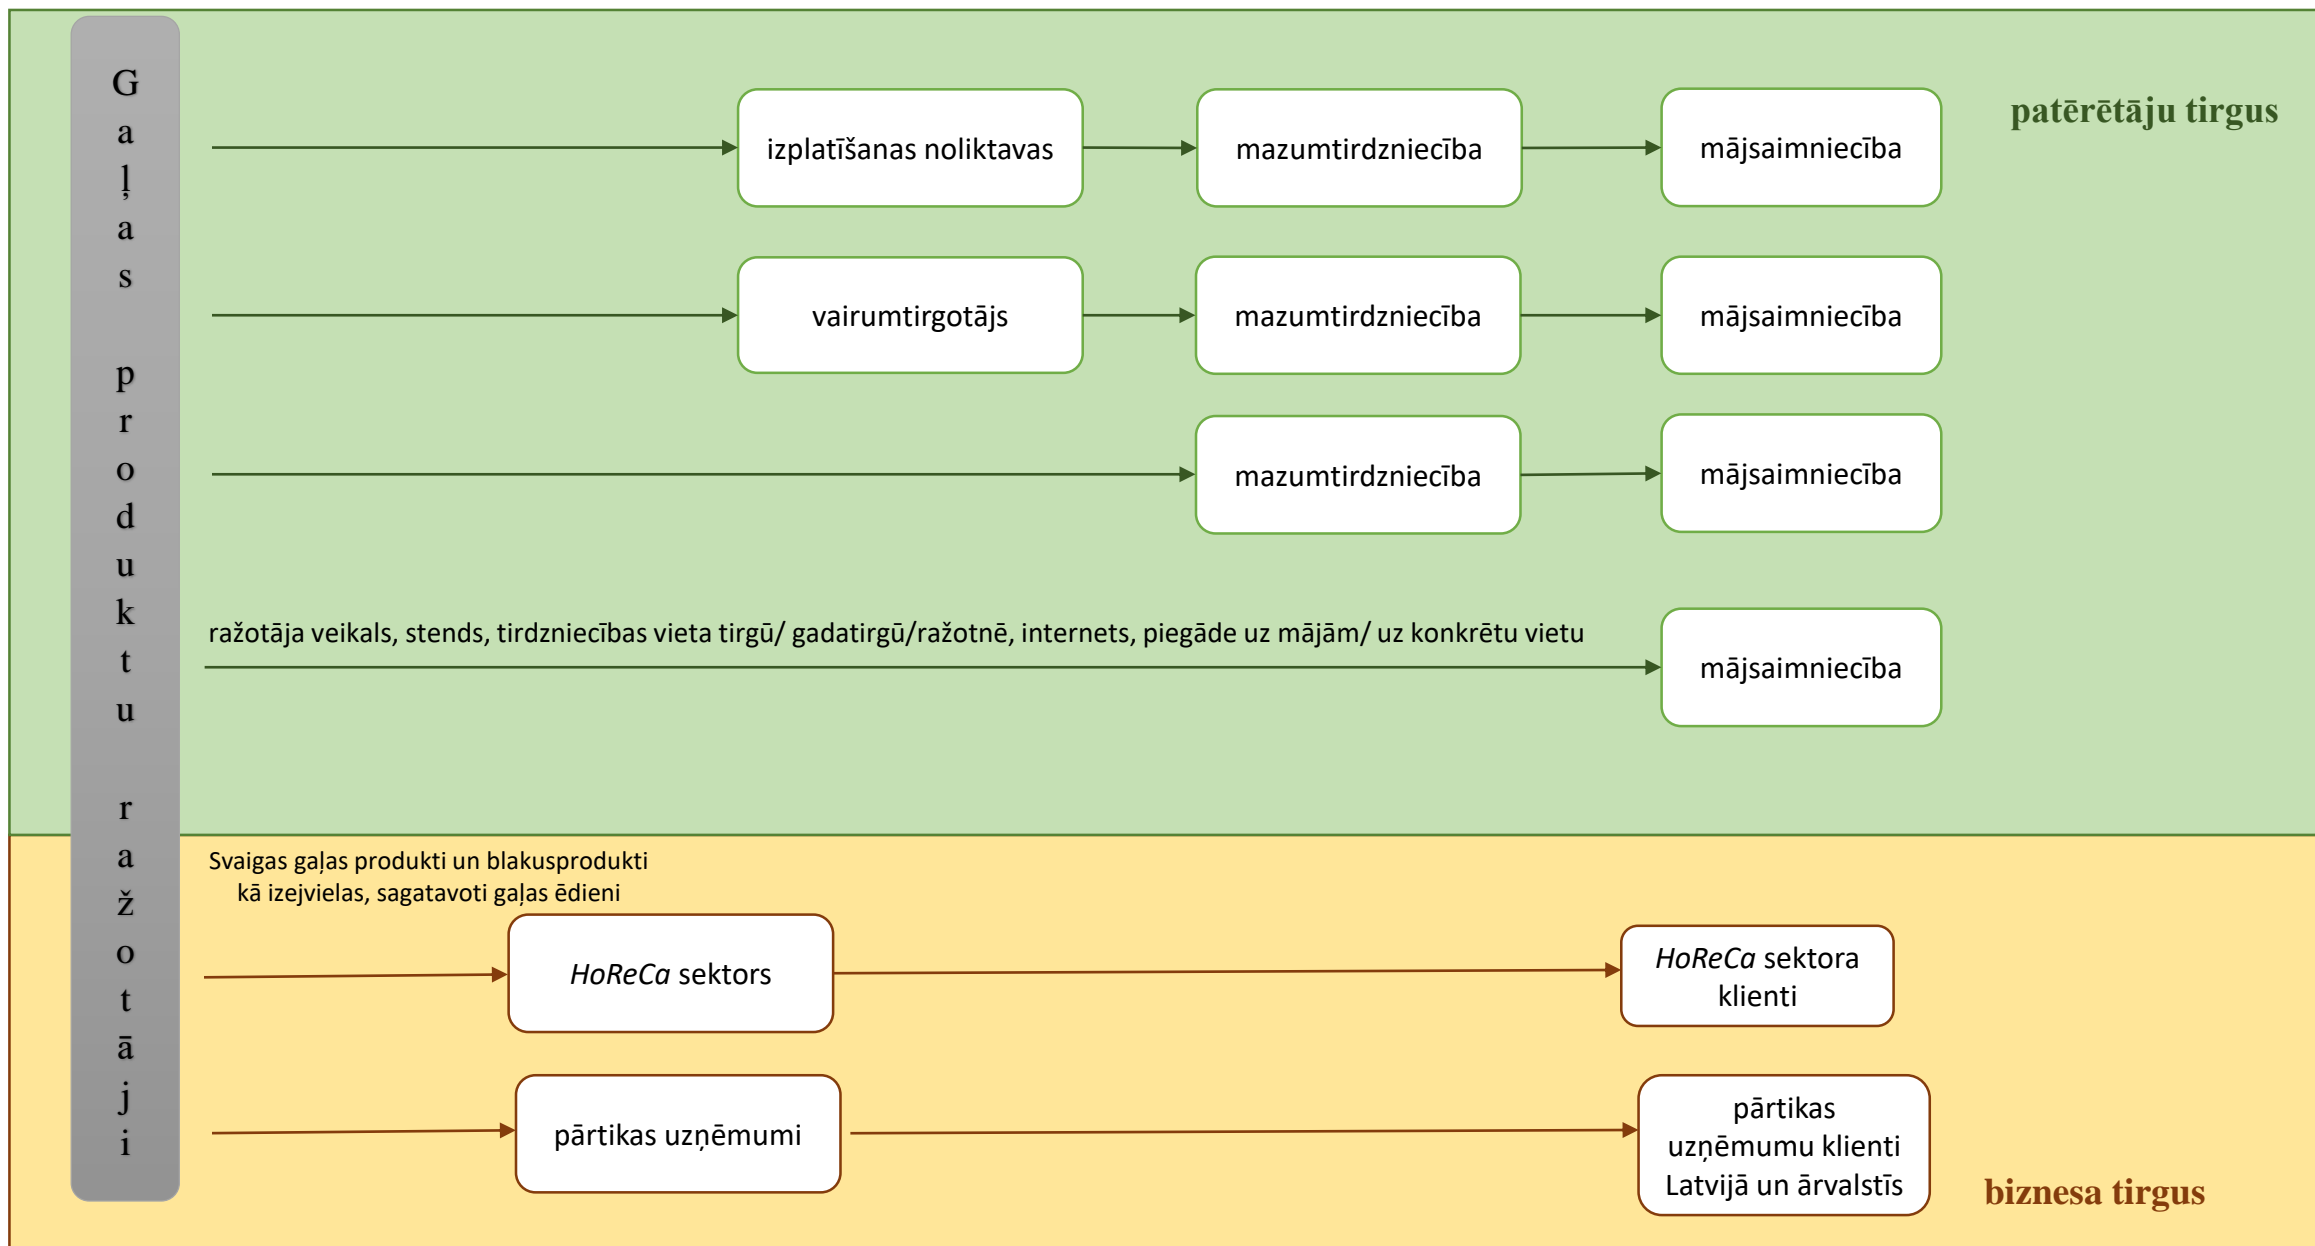 Gaļas produktu ražotāji
patērētāju tirgus
izplatīšanas noliktavas
mazumtirdzniecība
mājsaimniecība
vairumtirgotājs
mazumtirdzniecība
mājsaimniecība
mazumtirdzniecība
mājsaimniecība
ražotāja veikals, stends, tirdzniecības vieta tirgū/ gadatirgū/ražotnē, internets, piegāde uz mājām/ uz konkrētu vietu
mājsaimniecība
Svaigas gaļas produkti un blakusprodukti
kā izejvielas, sagatavoti gaļas ēdieni
HoReCa sektors
HoReCa sektora
klienti
pārtikas uzņēmumi
pārtikas
uzņēmumu klienti
Latvijā un ārvalstīs
biznesa tirgus